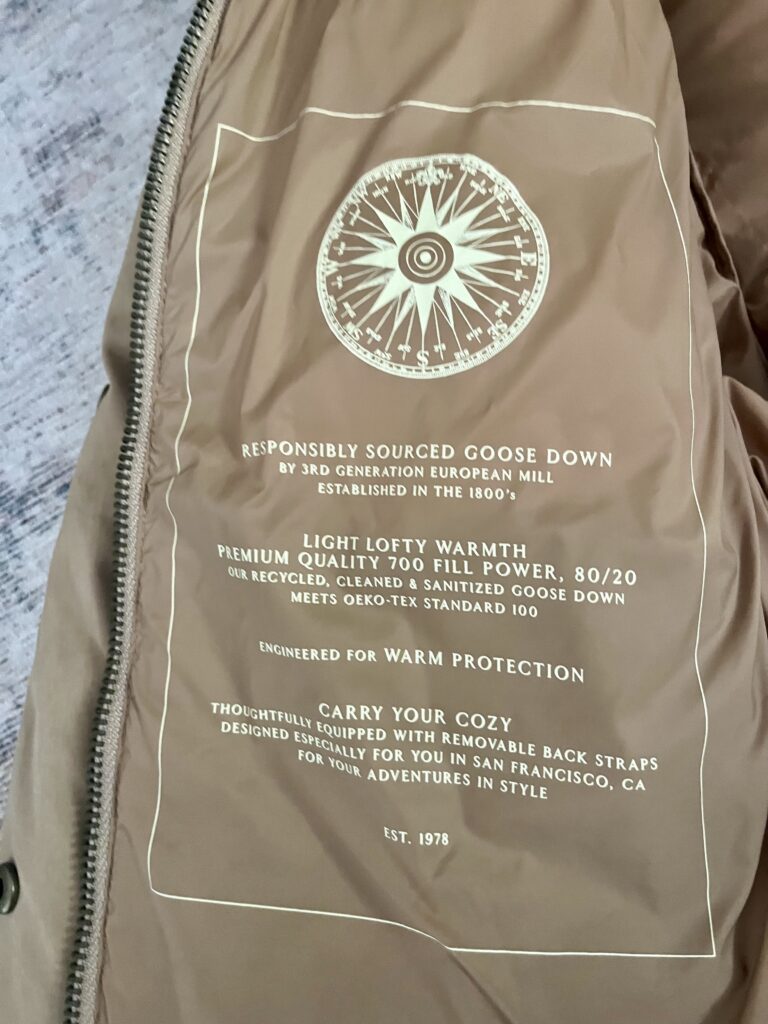 W
E
SW
S
SE
RESPONSIBLY SOURCED GOOSE DOWN
BY 3RD GENERATION EUROPEAN MILL
ESTABLISHED IN THE 1800's
LIGHT LOFTY WARMTH
PREMIUM QUALITY 700 FILL POWER, 80/20
OUR RECYCLED, CLEANED & SANITIZED GOOSE DOWN
MEETS OEKO-TEX STANDARD 100
ENGINEERED FOR WARM PROTECTION
CARRY YOUR COZY
THOUGHTFULLY EQUIPPED WITH REMOVABLE BACK STRAPS
DESIGNED ESPECIALLY FOR YOU IN SAN FRANCISCO, CA
FOR YOUR ADVENTURES IN STYLE
EST. 1978